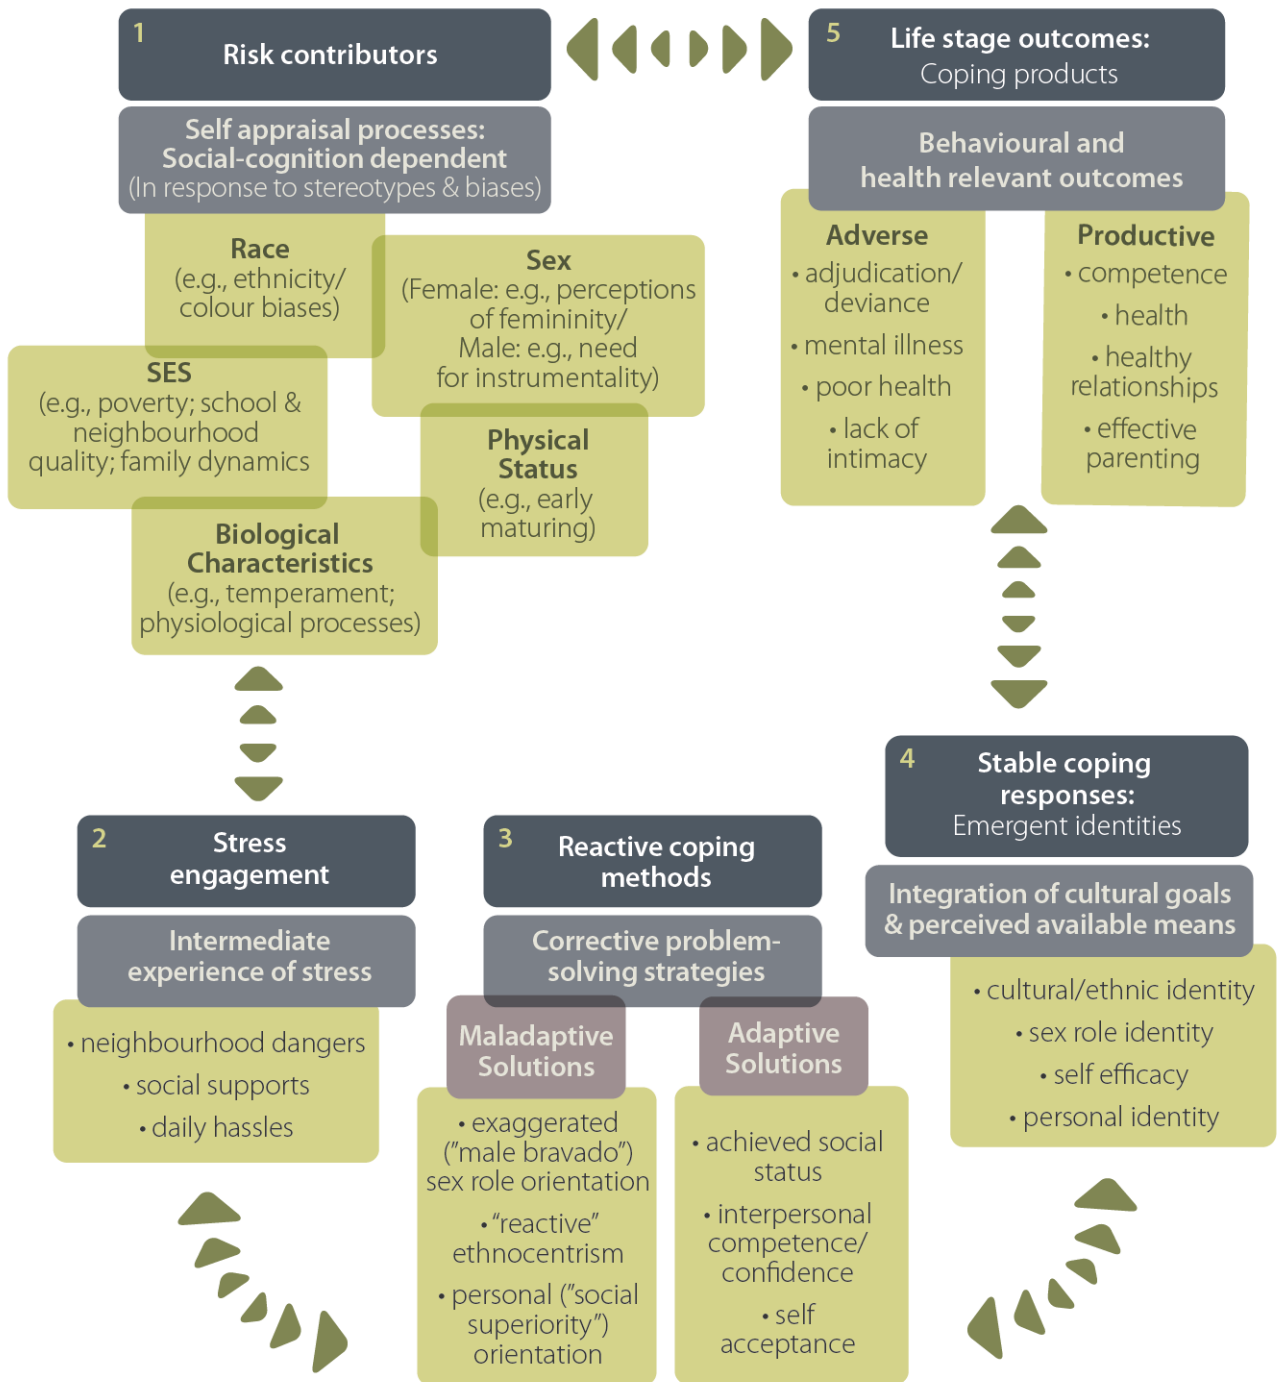 1
Risk contributors
Self appraisal processes:
Social-cognition dependent
(In response to stereotypes & biases)
Race
(e.g., ethnicity/
colour biases)
Sex
(Female: e.g., perceptions
of femininity/
Male: e.g., need
for instrumentality)
SES
(e.g., poverty; school &
neighbourhood
quality; family dynamics
Physical
Status
(e.g., early
maturing)
Biological
Characteristics
(e.g., temperament;
physiological processes)
2
Stress
engagement
Intermediate
experience of stress
• neighbourhood dangers
• social supports
• daily hassles
3
Reactive coping
methods
Corrective problem-
solving strategies
Maladaptive
Solutions
• exaggerated
("male bravado")
sex role orientation
• “reactive”
ethnocentrism
• personal ("social
superiority")
orientation
Adaptive
Solutions
• achieved social
status
• interpersonal
competence/
confidence
• self
acceptance
4
Stable coping
responses:
Emergent identities
Integration of cultural goals
& perceived available means
• cultural/ethnic identity
• sex role identity
• self efficacy
• personal identity
5
Life stage outcomes:
Coping products
Behavioural and
health relevant outcomes
Adverse
• adjudication/
deviance
• mental illness
• poor health
• lack of
intimacy
Productive
• competence
• health
• healthy
relationships
• effective
parenting